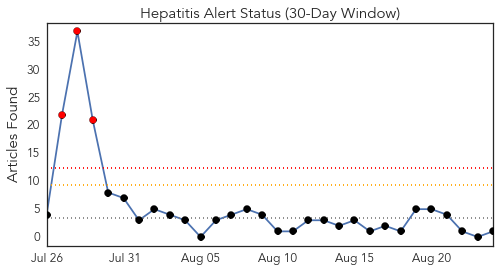 Hepatitis Alert Status (30-Day Window)
Articles Found
35
30
25
20
15
10
5
0
Jul 26
Jul 31
Aug 05
Aug 10
Aug 15
Aug 20